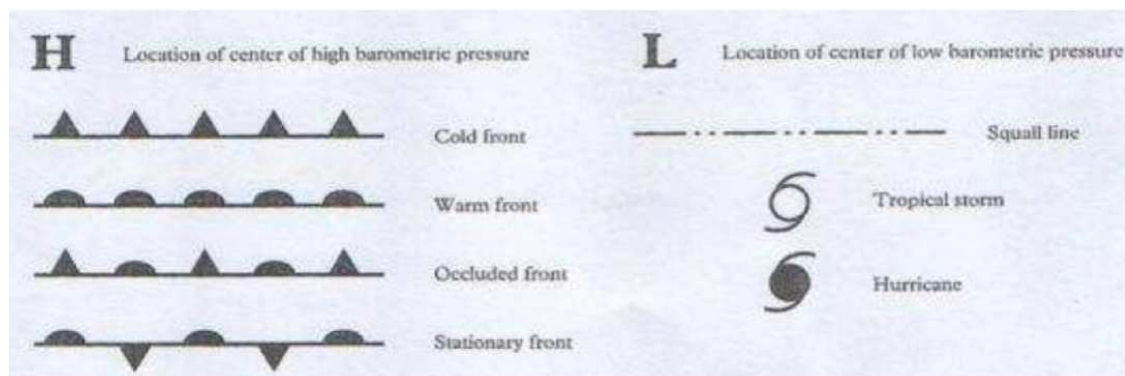 H Location of center of high barometric pressure
Cold front
Warm front
Occluded front
Stationary front
L Location of center of low barometric pressure
Squall line
Tropical storm
Hurricane